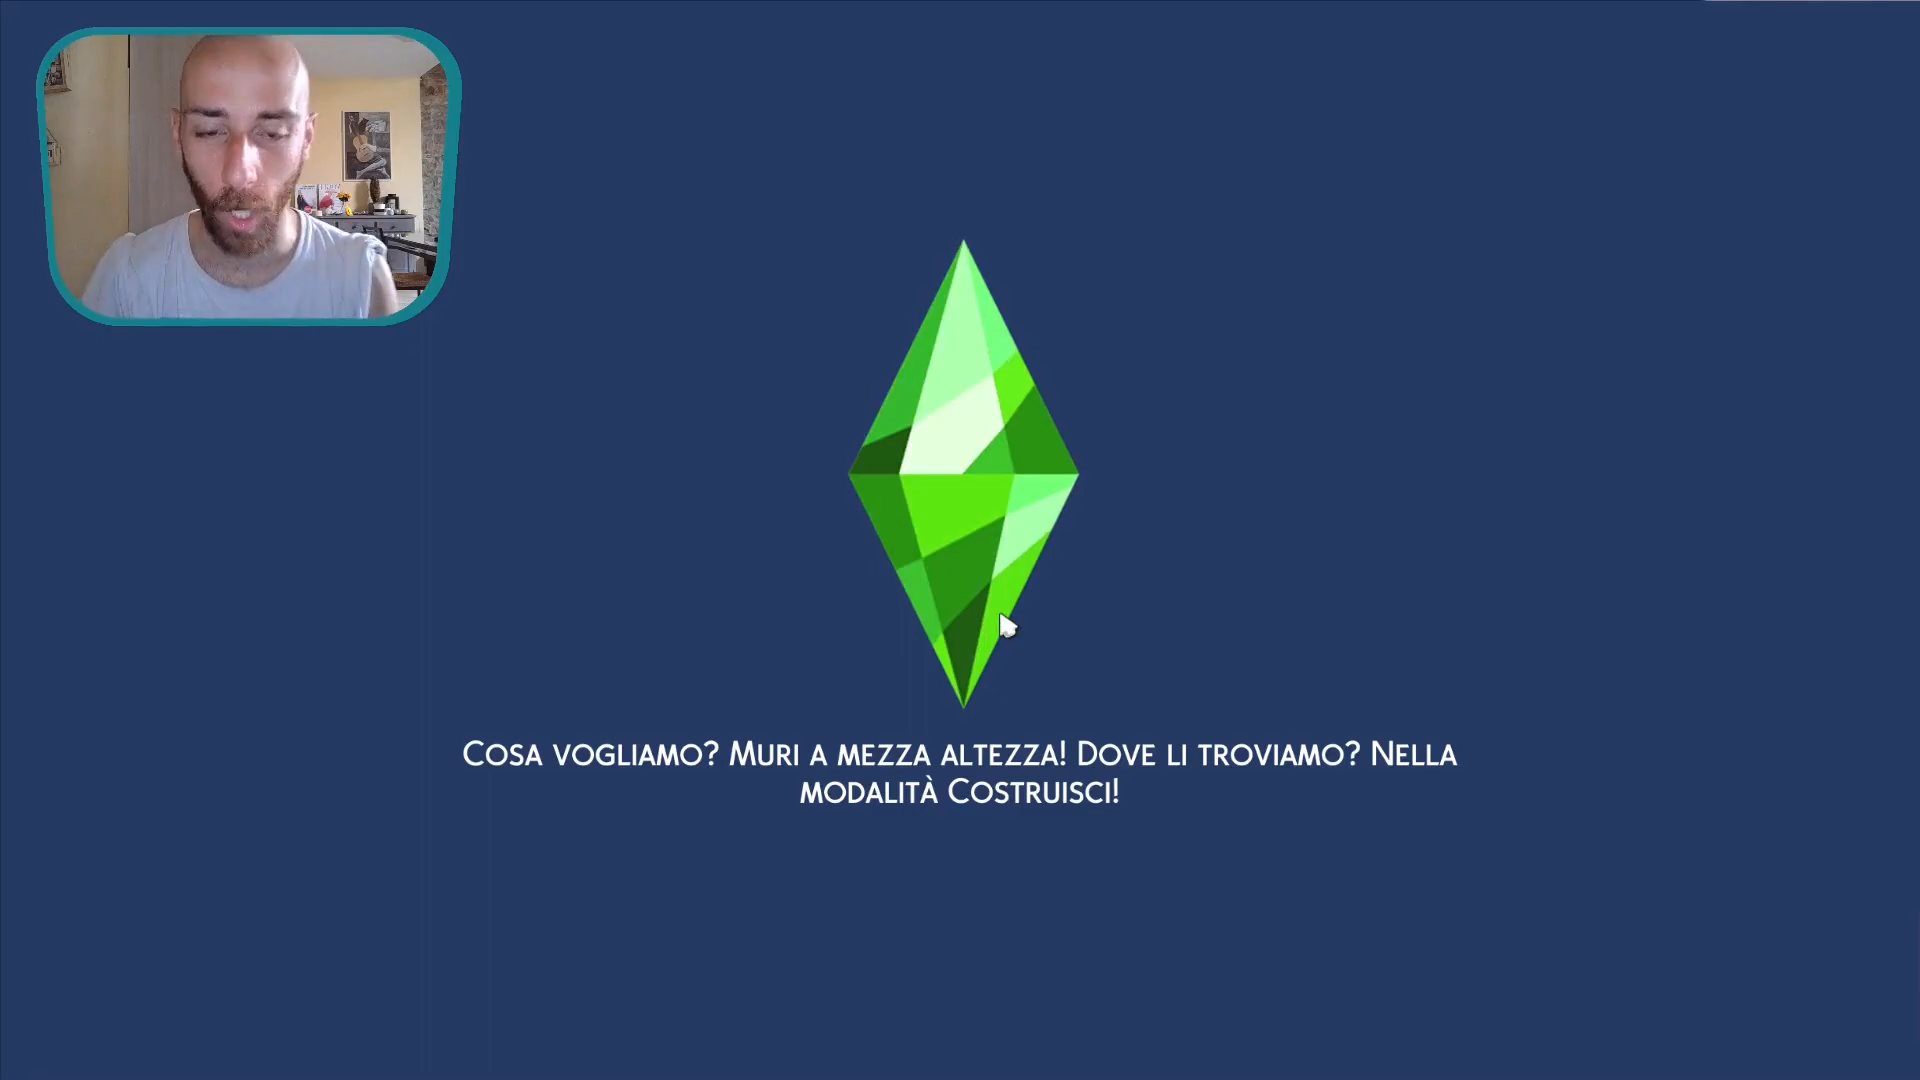 Cosa vogliamo? Muri a mezza altezza! Dove li troviamo? Nella
modalità Costruisci!